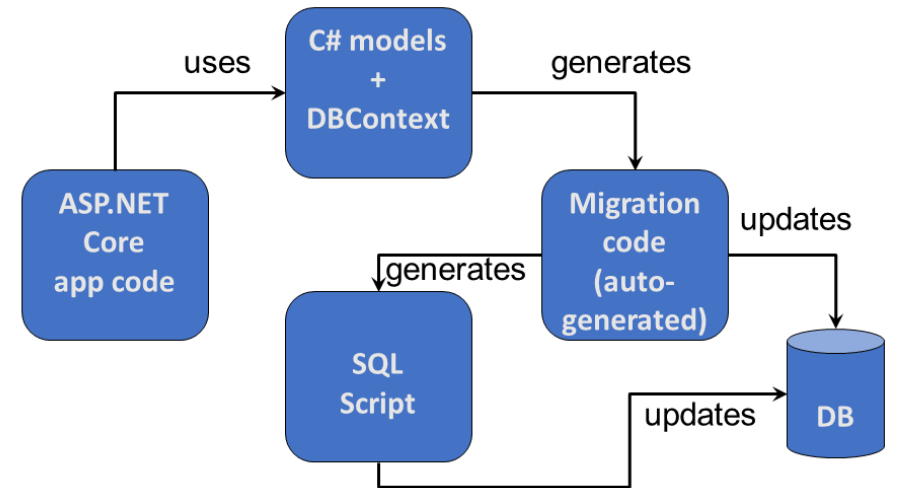 C# models
+
DBContext
uses
generates
ASP.NET
Core
app code
Migration
code
(auto-
generated)
updates
generates
SQL
Script
updates
DB